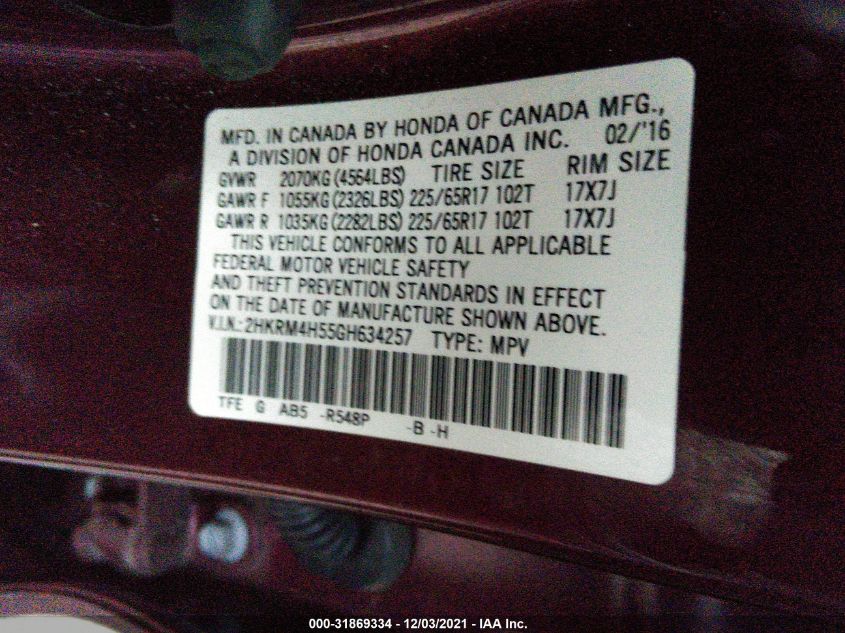 MFD. IN CANADA BY HONDA OF CANADA MFG.,
A DIVISION OF HONDA CANADA INC. 02/'16
GVWR 2070KG (4564LBS) TIRE SIZE RIM SIZE
GAWR F 1055KG (2326LBS) 225/65R17 102T 17X7J
GAWR R 1035KG (2282LBS) 225/65R17 102T 17X7J
THIS VEHICLE CONFORMS TO ALL APPLICABLE
FEDERAL MOTOR VEHICLE SAFETY
AND THEFT PREVENTION STANDARDS IN EFFECT
ON THE DATE OF MANUFACTURE SHOWN ABOVE.
V.I.N.: 2HKRM4H55GH634257 TYPE: MPV
TFE G AB5 -R548P -B -H
000-31869334 - 12/03/2021 - IAA Inc.